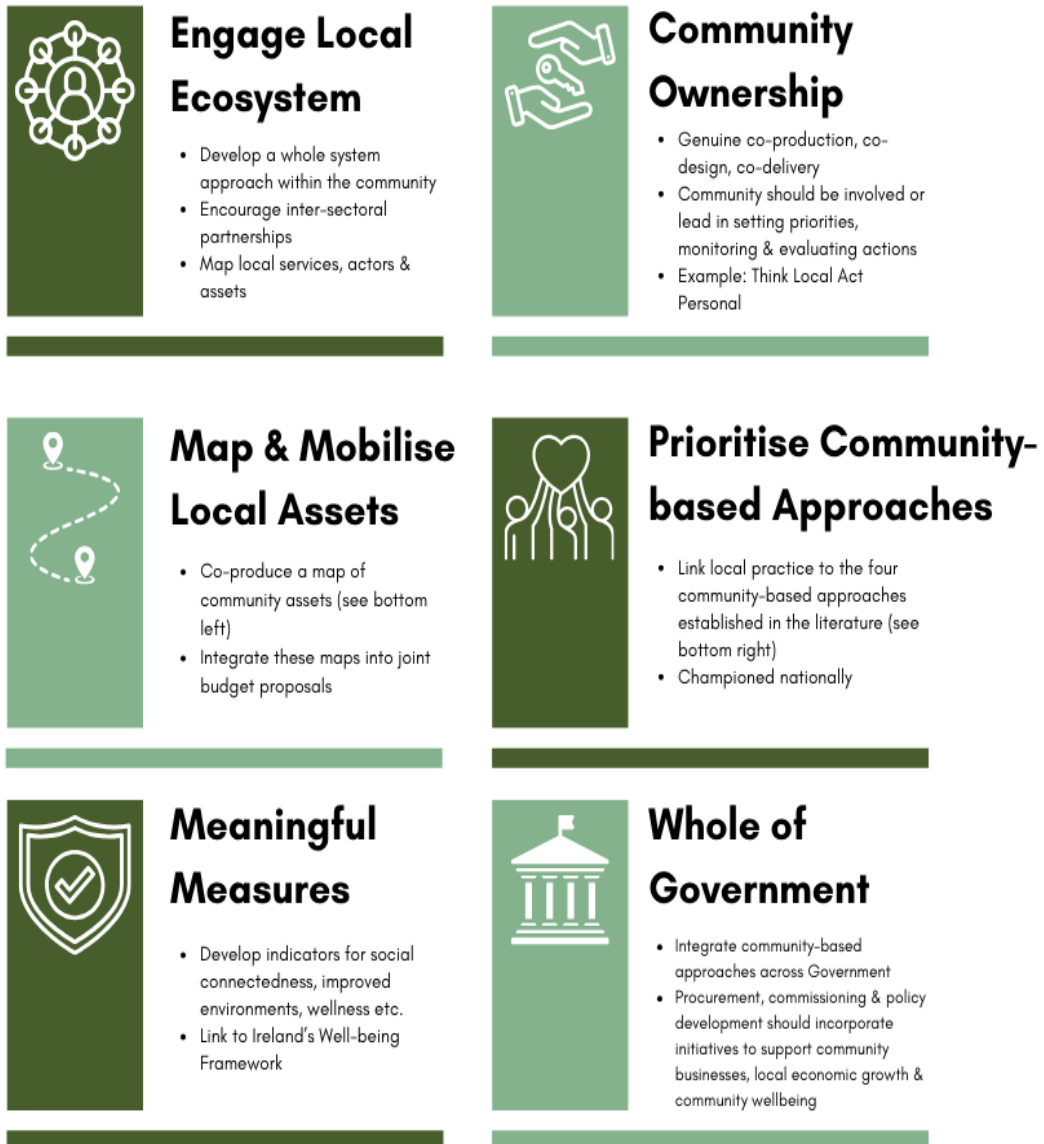 Engage Local
Ecosystem
• Develop a whole system
approach within the community
• Encourage inter-sectoral
partnerships
• Map local services, actors &
assets
Community
Ownership
• Genuine co-production, co-
design, co-delivery
• Community should be involved or
lead in setting priorities,
monitoring & evaluating actions
• Example: Think Local Act
Personal
Map & Mobilise
Local Assets
• Co-produce a map of
community assets (see bottom
left)
• Integrate these maps into joint
budget proposals
Prioritise Community-
based Approaches
• Link local practice to the four
community-based approaches
established in the literature (see
bottom right)
• Championed nationally
Meaningful
Measures
• Develop indicators for social
connectedness, improved
environments, wellness etc.
• Link to Ireland's Well-being
Framework
Whole of
Government
• Integrate community-based
approaches across Government
• Procurement, commissioning & policy
development should incorporate
initiatives to support community
businesses, local economic growth &
community wellbeing